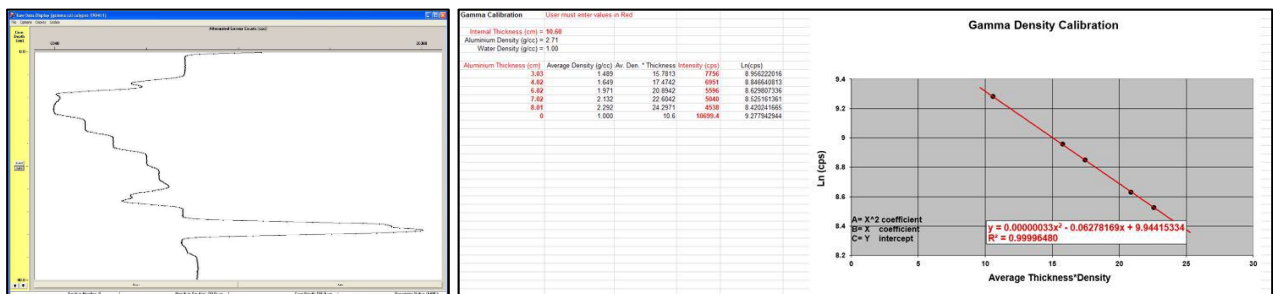 Attenuated Gamma Counts (cps)
Gamma Calibration User must enter values in Red
Internal Thickness (cm) = 10.60
Aluminium Density (g/cc) = 2.71
Water Density (g/cc) = 1.00
Aluminium Thickness (cm) Average Density (g/cc) Av. Den. * Thickness Intensity (cps) Ln(cps)
3.03 1.489 15.7813 7756 8.956222016
4.02 1.649 17.4742 6951 8.846640813
6.02 1.971 20.8942 5596 8.629807336
7.02 2.132 22.6042 5040 8.525161361
8.01 2.292 24.2971 4538 8.420241665
0 1.000 10.6 10699.4 9.277942944
Gamma Density Calibration
Ln (cps)
9.4
9.2
9
8.8
8.6
8.4
8.2
A= X^2 coefficient
B= X coefficient
C= Y intercept
y = 0.00000033x² - 0.06278169x + 9.94415334
R² = 0.99996480
0 5 10 15 20 25 30
Average Thickness*Density